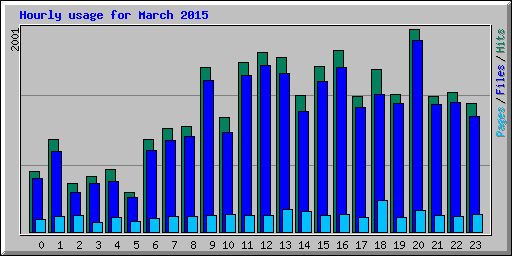 Hourly usage for March 2015
2001
Pages / Files / Hits
0 1 2 3 4 5 6 7 8 9 10 11 12 13 14 15 16 17 18 19 20 21 22 23